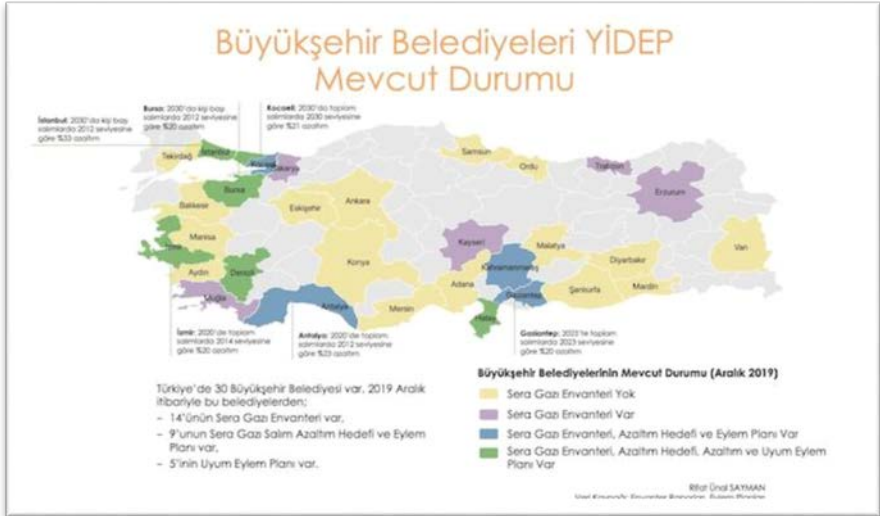 Büyükşehir Belediyeleri YİDEP
Mevcut Durumu
İstanbul: 2030'da kişi başı
salımlarda 2012 seviyesine
göre %33 azaltım
Bursa: 2030'da kişi başı
salımlarda 2012 seviyesine
göre %20 azaltım
Kocaeli: 2030'da toplam
salımlarda 2030 seviyesine
göre %21 azaltım
Tekirdağ
İstanbul
Kocaeli
Sakarya
Samsun
Ordu
Trabzon
Erzurum
Bursa
Balıkesir
Eskişehir
Ankara
Manisa
İzmir
Aydın
Denizli
Muğla
Konya
Antalya
Mersin
Adana
Kayseri
Kahramanmaraş
Malatya
Gaziantep
Hatay
Şanlıurfa
Diyarbakır
Mardin
Van
İzmir: 2020'de toplam
salımlarda 2014 seviyesine
göre %20 azaltım
Antalya: 2020'de toplam
salımlarda 2012 seviyesine
göre %23 azaltım
Gaziantep: 2023'te toplam
salımlarda 2023 seviyesine
göre %20 azaltım
Türkiye'de 30 Büyükşehir Belediyesi var. 2019 Aralık
itibariyle bu belediyelerden;
- 14'ünün Sera Gazı Envanteri var,
- 9'unun Sera Gazı Salım Azaltım Hedefi ve Eylem
Planı var,
- 5'inin Uyum Eylem Planı var.
Büyükşehir Belediyelerinin Mevcut Durumu (Aralık 2019)
Sera Gazı Envanteri Yok
Sera Gazı Envanteri Var
Sera Gazı Envanteri, Azaltım Hedefi ve Eylem Planı Var
Sera Gazı Envanteri, Azaltım Hedefi, Azaltım ve Uyum Eylem
Planı Var
Rifat Ünal SAYMAN
Veri Kaynağı: Envanter Raporları, Eylem Planları